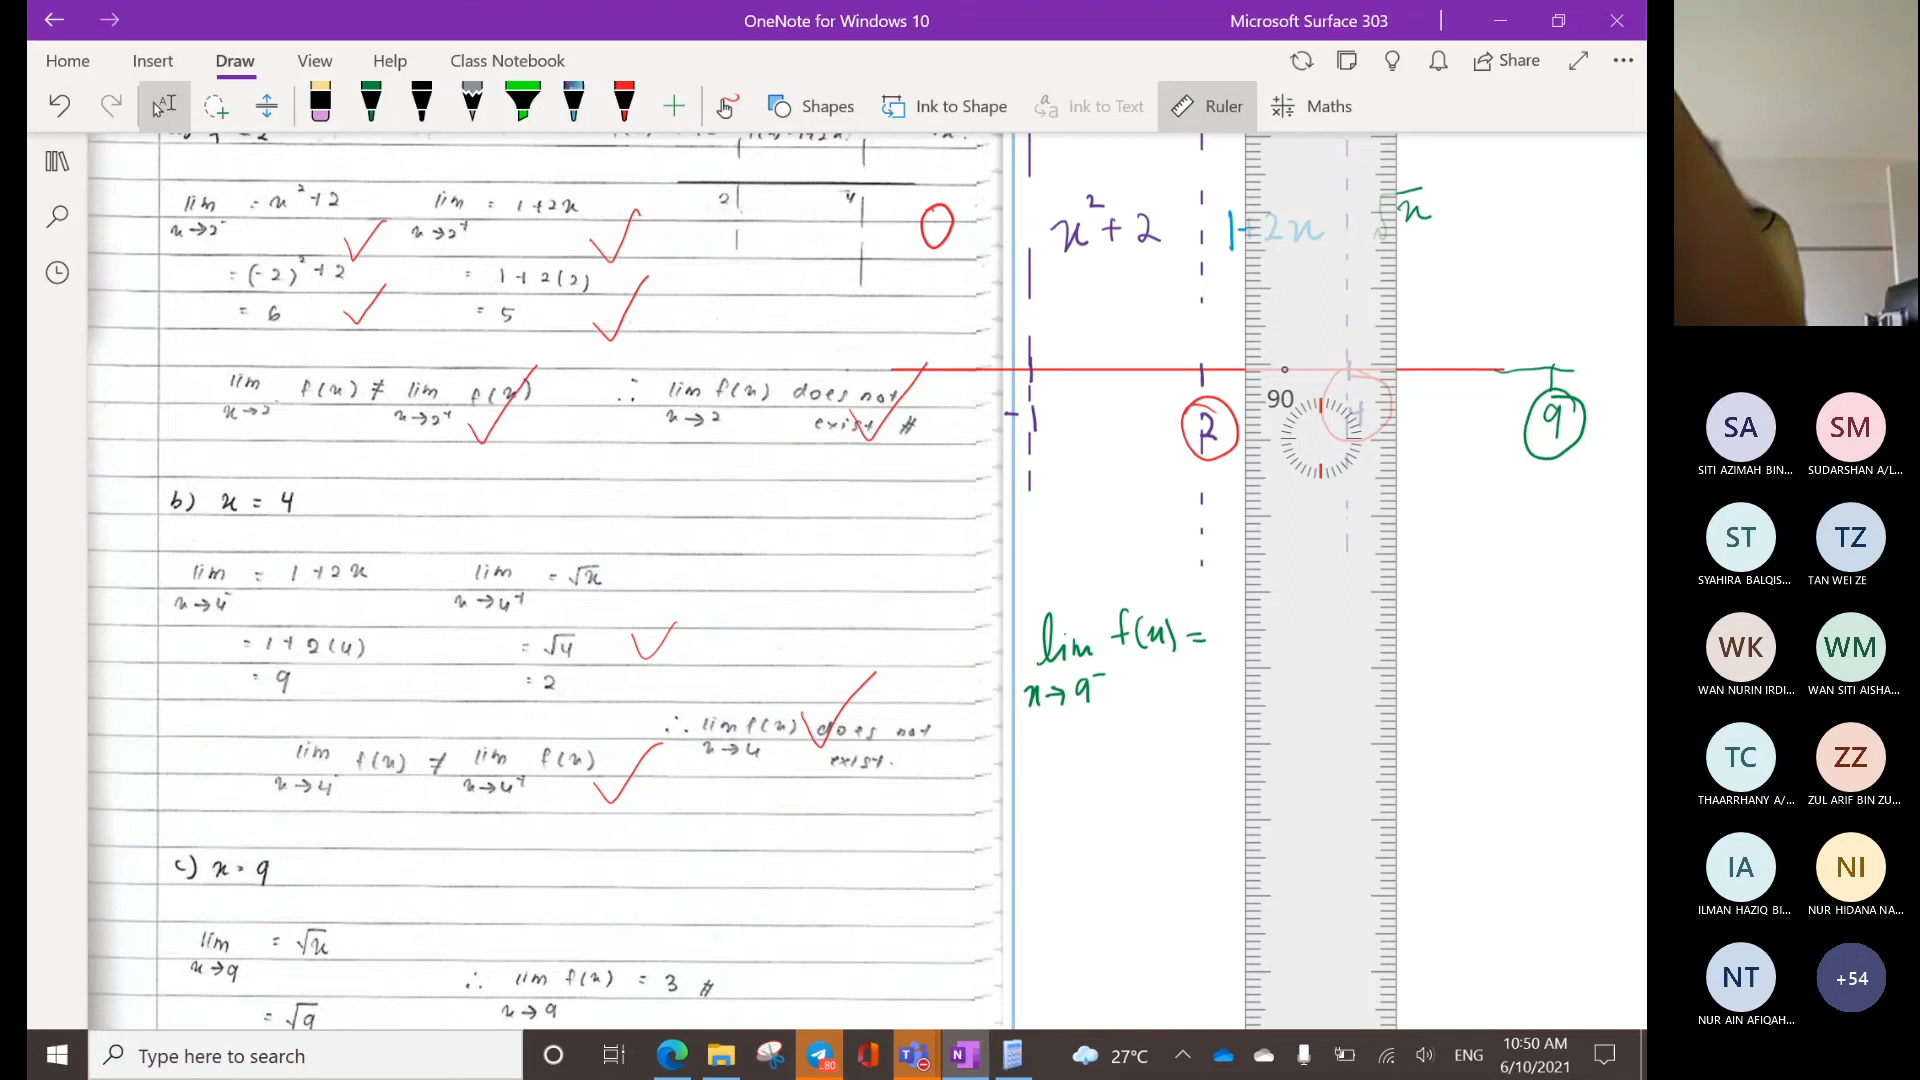 OneNote for Windows 10
Microsoft Surface 303
Home Insert Draw View Help Class Notebook
Share
Shapes Ink to Shape Ink to Text Ruler Maths
lim x→2⁻ = x² + 2
lim x→2⁺ = 1 + 2x
= (-2)² + 2
= 1 + 2(2)
= 6
= 5
lim x→2⁻ f(x) ≠ lim x→2⁺ f(x)
∴ lim x→2 f(x) does not exist #
b) x = 4
lim x→4⁻ = 1 + 2x
lim x→4⁺ = √x
= 1 + 2(4)
= √4
= 9
= 2
lim x→4⁻ f(x) ≠ lim x→4⁺ f(x)
∴ lim x→4 f(x) does not exist.
c) x = 9
lim x→9 = √x
= √9
∴ lim x→9 f(x) = 3 #
2 4
x² + 2 1+2x √x
-1 2 4 9
90
lim x→9⁻ f(x) =
SA SM
SITI AZIMAH BIN... SUDARSHAN A/L...
ST TZ
SYAHIRA BALQIS... TAN WEI ZE
WK WM
WAN NURIN IRDI... WAN SITI AISHA...
TC ZZ
THAARRHANY A/... ZUL ARIF BIN ZU...
IA NI
ILMAN HAZIQ BI... NUR HIDANA NA...
NT +54
NUR AIN AFIQAH...
Type here to search
80
27°C
ENG
10:50 AM
6/10/2021